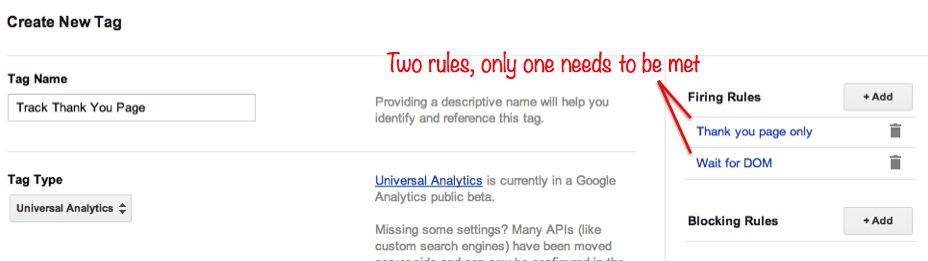 Create New Tag
Two rules, only one needs to be met
Tag Name
Track Thank You Page
Providing a descriptive name will help you
identify and reference this tag.
Firing Rules
+ Add
Thank you page only
Wait for DOM
Tag Type
Universal Analytics
Universal Analytics is currently in a Google
Analytics public beta.
Missing some settings? Many APIs (like
custom search engines) have been moved
Blocking Rules
+ Add